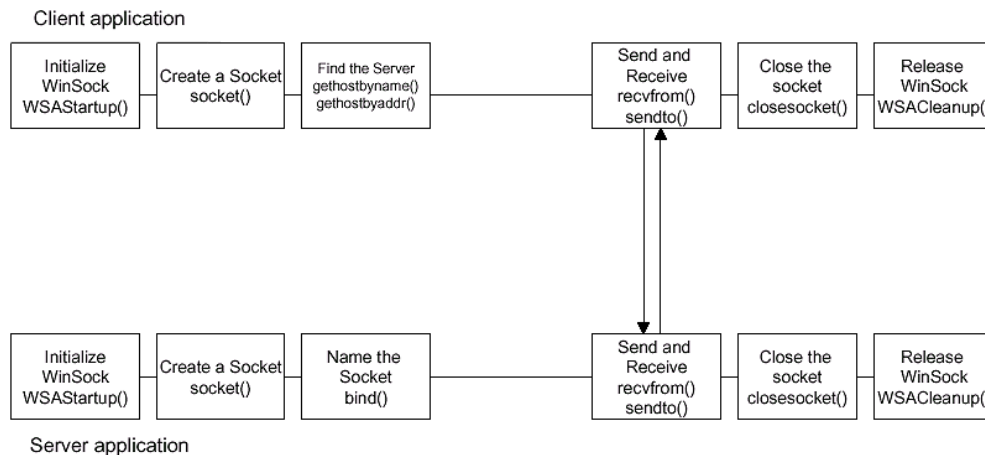 Client application
Initialize
WinSock
WSAStartup()
Create a Socket
socket()
Find the Server
gethostbyname()
gethostbyaddr()
Send and
Receive
recvfrom()
sendto()
Close the
socket
closesocket()
Release
WinSock
WSACleanup(
Initialize
WinSock
WSAStartup()
Create a Socket
socket()
Name the
Socket
bind()
Send and
Receive
recvfrom()
sendto()
Close the
socket
closesocket()
Release
WinSock
WSACleanup(
Server application